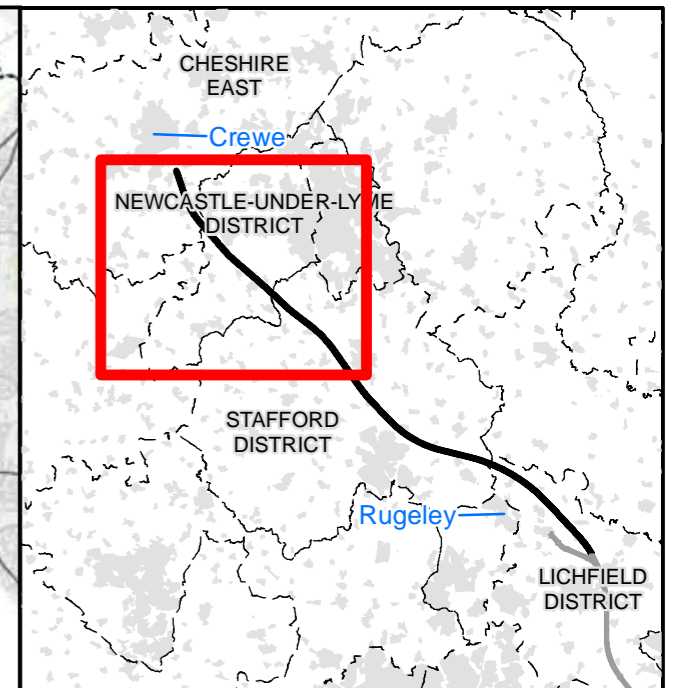 CHESHIRE
EAST
Crewe
NEWCASTLE-UNDER-LYME
DISTRICT
STAFFORD
DISTRICT
Rugeley
LICHFIELD
DISTRICT